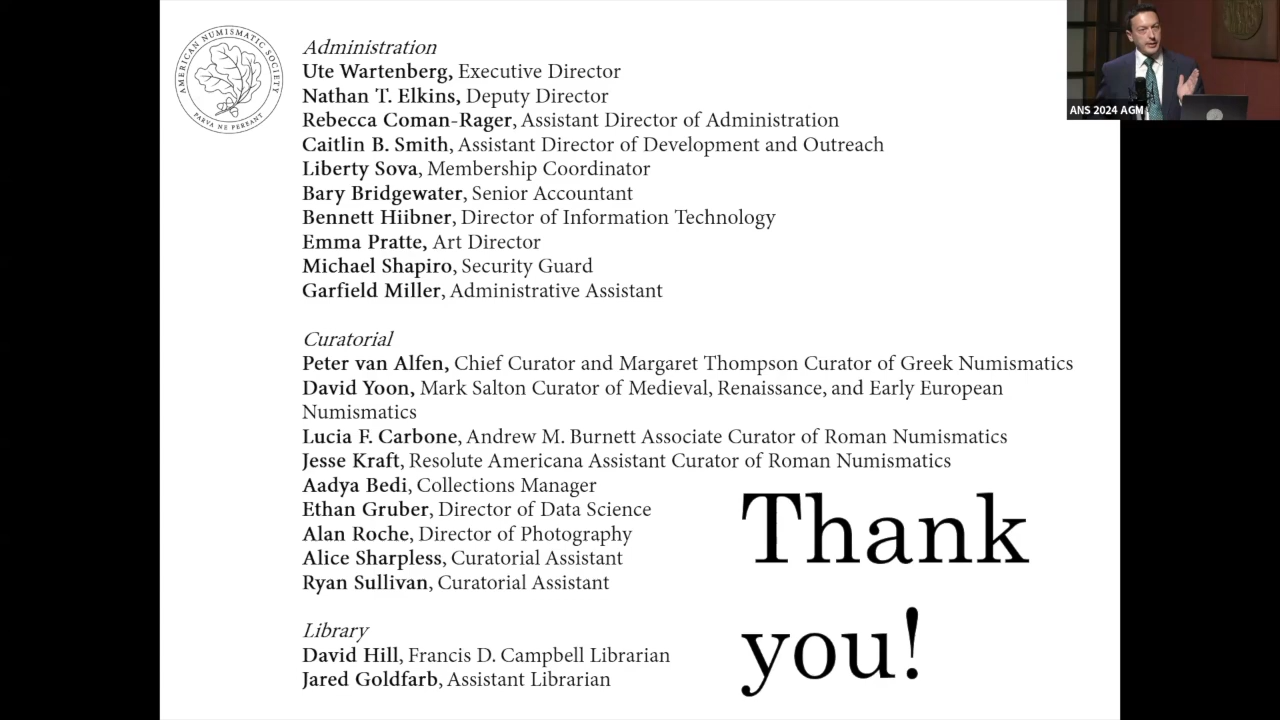 AMERICAN NUMISMATIC SOCIETY
PARVA NE PEREANT
Administration
Ute Wartenberg, Executive Director
Nathan T. Elkins, Deputy Director
Rebecca Connan-Rager, Assistant Director of Administration
Caitlin B. Smith, Assistant Director of Development and Outreach
Liberty Sova, Membership Coordinator
Bary Bridgewater, Senior Accountant
Bennett Hiibner, Director of Information Technology
Emma Pratte, Art Director
Michael Shapiro, Security Guard
Garfield Miller, Administrative Assistant
Curatorial
Peter van Alfen, Chief Curator and Margaret Thompson Curator of Greek Numismatics
David Yoon, Mark Salton Curator of Medieval, Renaissance, and Early European
Numismatics
Lucia F. Carbone, Andrew M. Burnett Associate Curator of Roman Numismatics
Jesse Kraft, Resolute Americana Assistant Curator of Roman Numismatics
Aadya Bedi, Collections Manager
Ethan Gruber, Director of Data Science
Alan Roche, Director of Photography
Alice Sharpless, Curatorial Assistant
Ryan Sullivan, Curatorial Assistant
Library
David Hill, Francis D. Campbell Librarian
Jared Goldfarb, Assistant Librarian
Thank
you!
ANS 2024 AGM